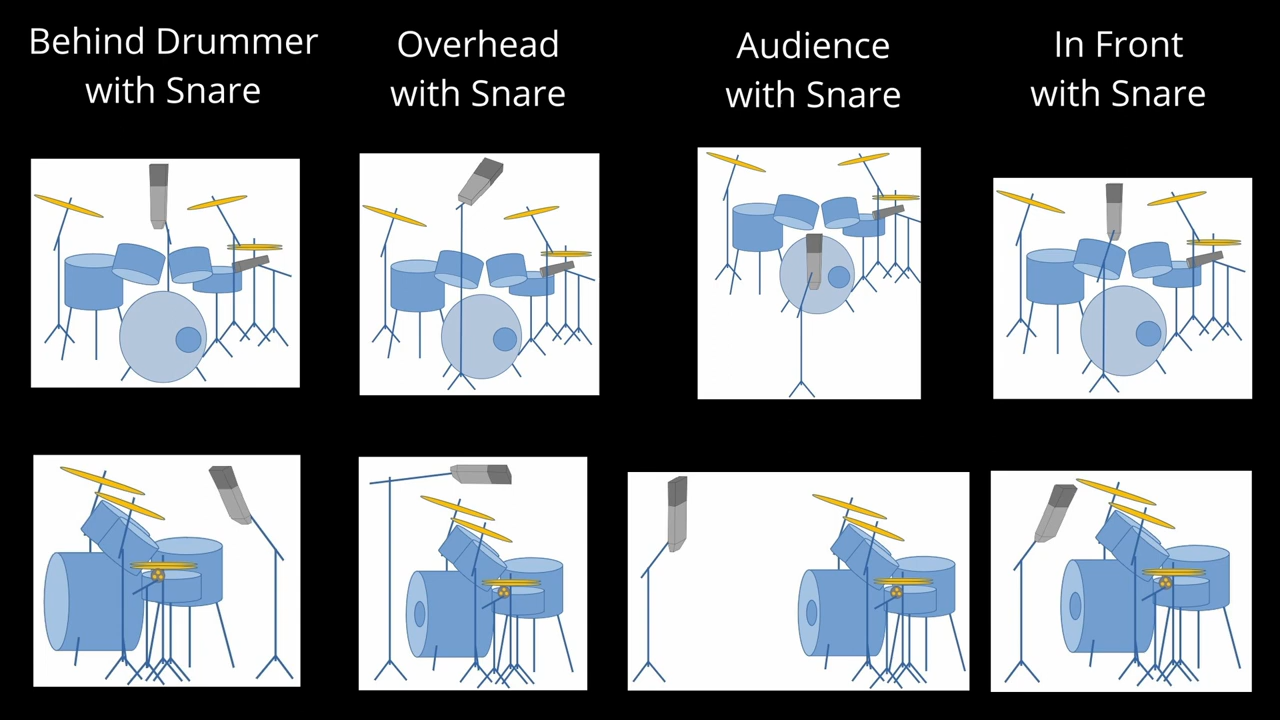 Behind Drummer
with Snare
Overhead
with Snare
Audience
with Snare
In Front
with Snare